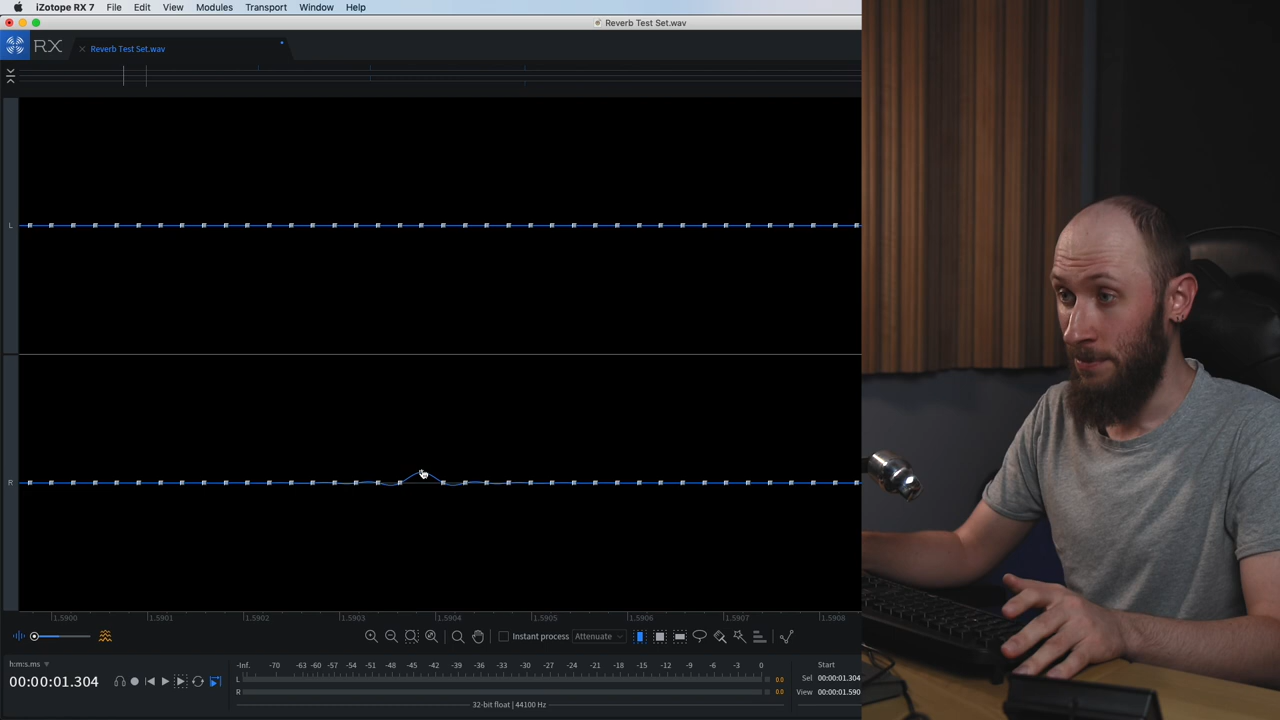 iZotope RX 7 File Edit View Modules Transport Window Help
Reverb Test Set.wav
RX
Reverb Test Set.wav
L
R
1.5900 1.5901 1.5902 1.5903 1.5904 1.5905 1.5906 1.5907 1.5908
Instant process Attenuate
h:m:s.ms
00:00:01.304
-Inf. -70 -63 -60 -57 -54 -51 -48 -45 -42 -39 -36 -33 -30 -27 -24 -21 -18 -15 -12 -9 -6 -3 0
L 0.0
R 0.0
32-bit float | 44100 Hz
Start
Sel 00:00:01.304
View 00:00:01.590